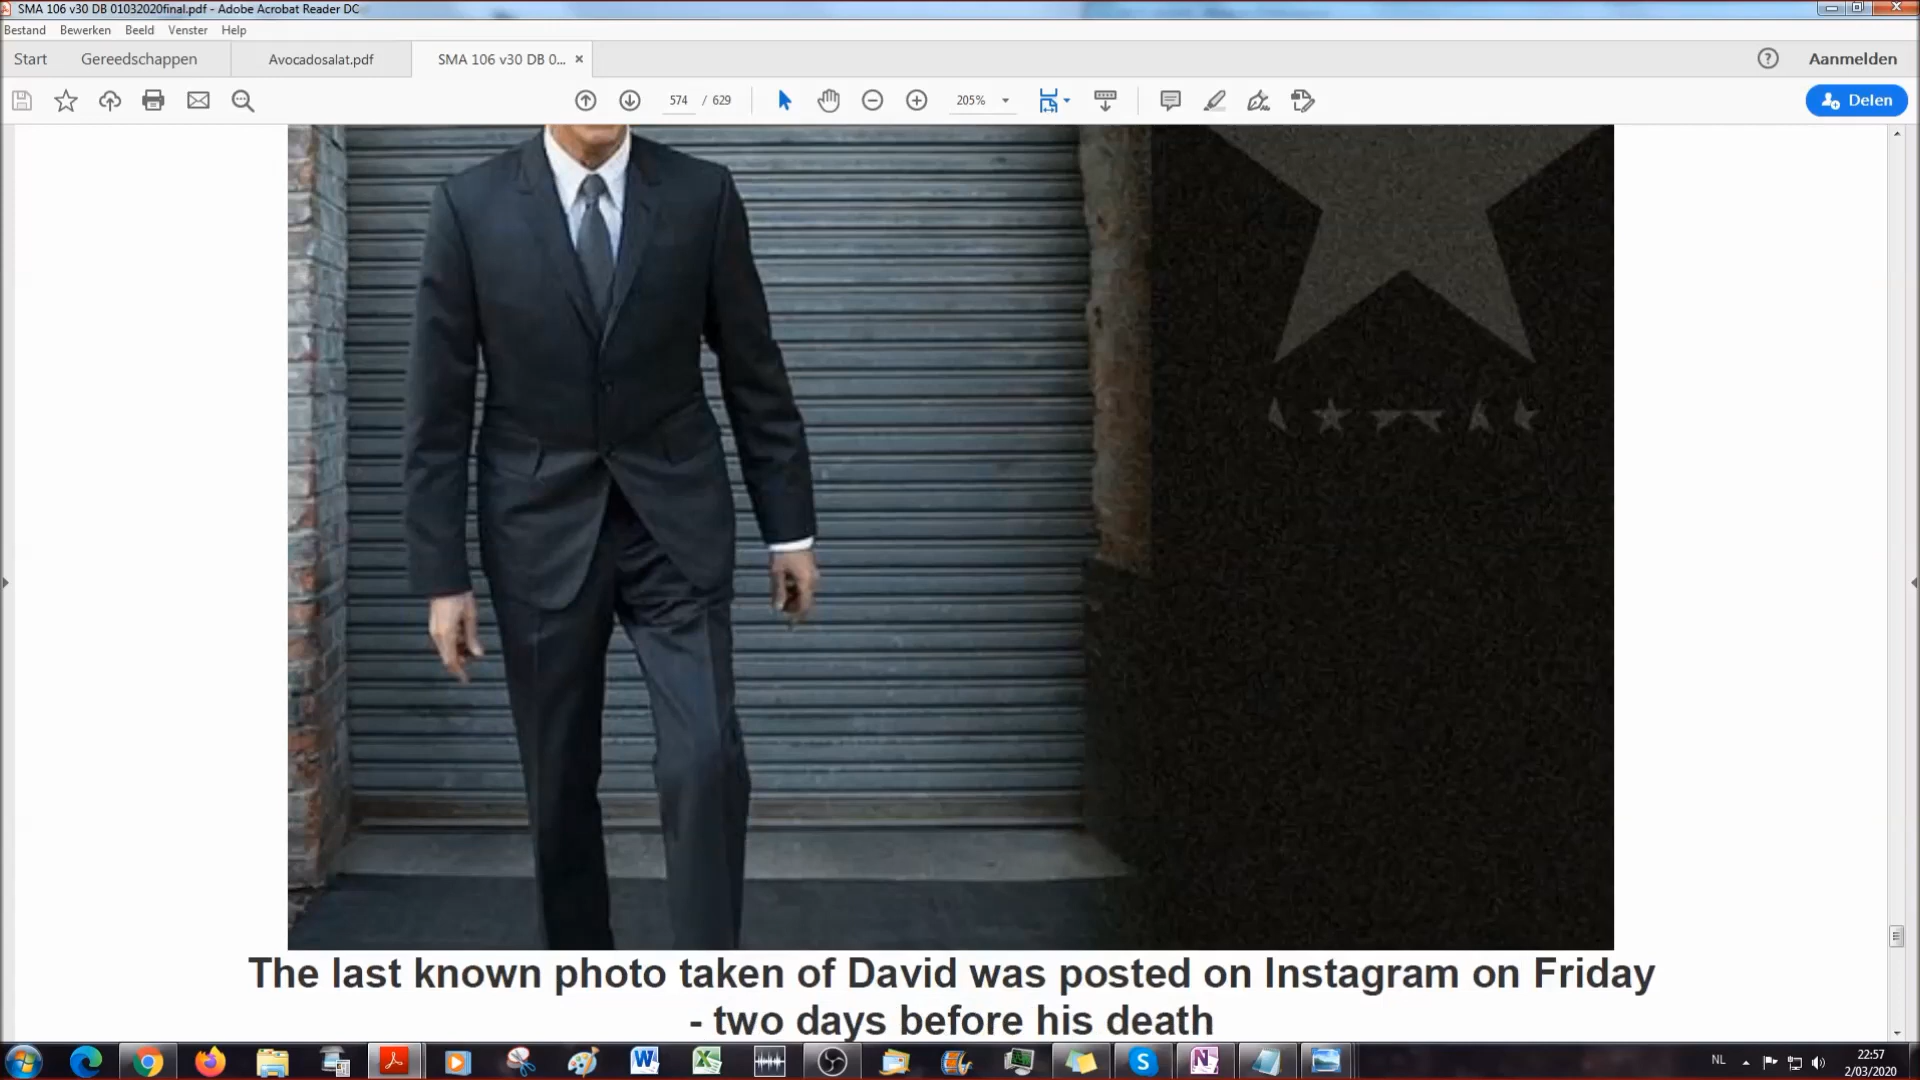 SMA 106 v30 DB 01032020final.pdf - Adobe Acrobat Reader DC
Bestand Bewerken Beeld Venster Help
Start Gereedschappen Avocadosalat.pdf SMA 106 v30 DB 0... × Aanmelden
574 / 629 205% Delen
The last known photo taken of David was posted on Instagram on Friday
- two days before his death
NL 22:57
2/03/2020